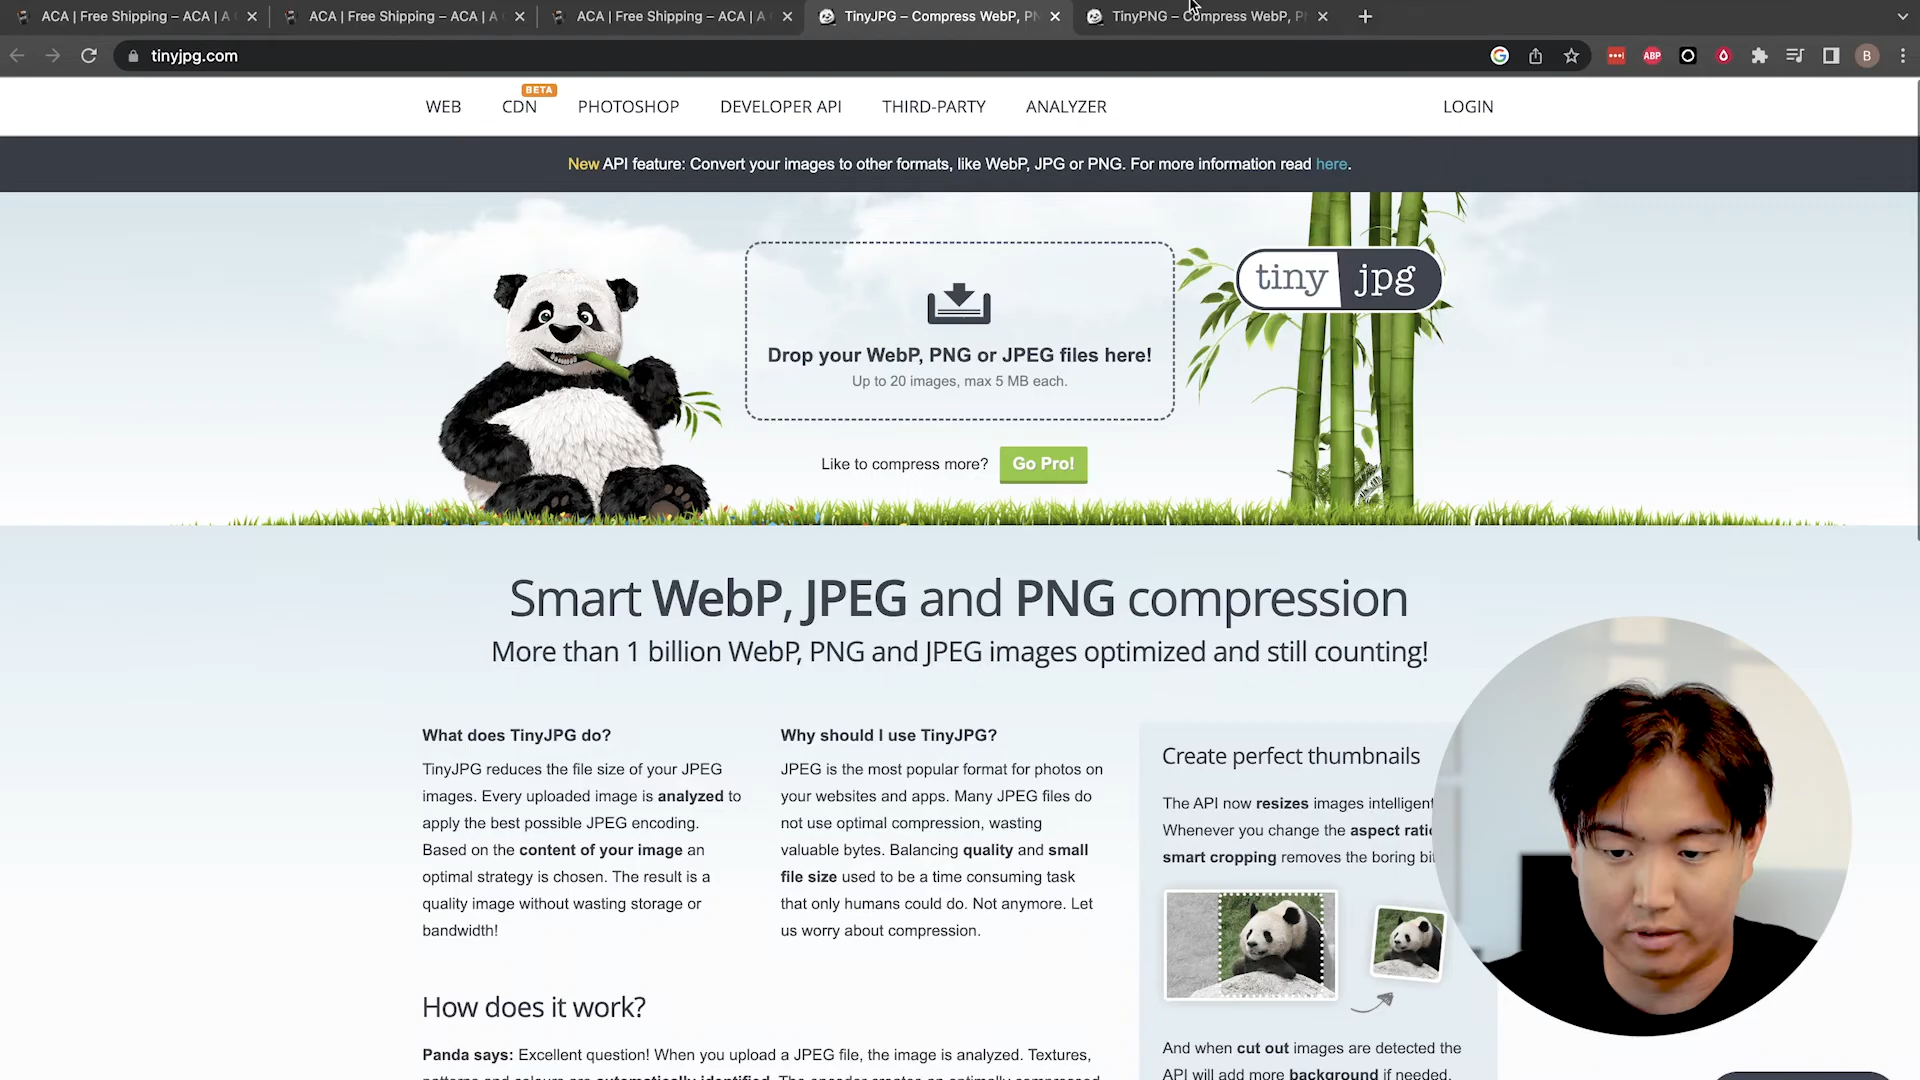 ACA | Free Shipping – ACA | A
ACA | Free Shipping – ACA | A
ACA | Free Shipping – ACA | A
TinyJPG – Compress WebP, PN
TinyPNG – Compress WebP, P
tinyjpg.com
ABP
B
WEB
CDN
BETA
PHOTOSHOP
DEVELOPER API
THIRD-PARTY
ANALYZER
LOGIN
New API feature: Convert your images to other formats, like WebP, JPG or PNG. For more information read here.
tiny jpg
Drop your WebP, PNG or JPEG files here!
Up to 20 images, max 5 MB each.
Like to compress more?
Go Pro!
Smart WebP, JPEG and PNG compression
More than 1 billion WebP, PNG and JPEG images optimized and still counting!
What does TinyJPG do?
TinyJPG reduces the file size of your JPEG
images. Every uploaded image is analyzed to
apply the best possible JPEG encoding.
Based on the content of your image an
optimal strategy is chosen. The result is a
quality image without wasting storage or
bandwidth!
Why should I use TinyJPG?
JPEG is the most popular format for photos on
your websites and apps. Many JPEG files do
not use optimal compression, wasting
valuable bytes. Balancing quality and small
file size used to be a time consuming task
that only humans could do. Not anymore. Let
us worry about compression.
Create perfect thumbnails
The API now resizes images intelligent
Whenever you change the aspect ratio
smart cropping removes the boring bi
And when cut out images are detected the
API will add more background if needed.
How does it work?
Panda says: Excellent question! When you upload a JPEG file, the image is analyzed. Textures,